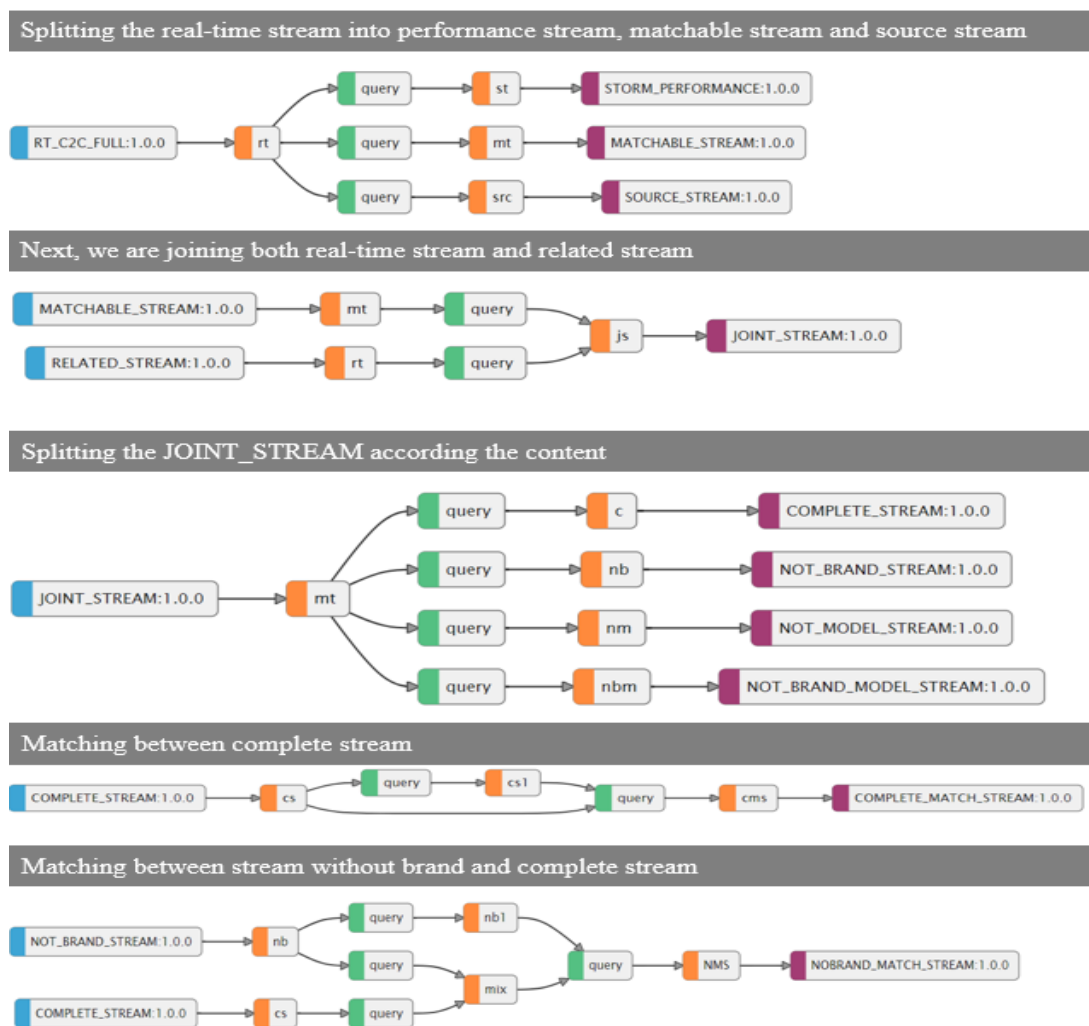 Splitting the real-time stream into performance stream, matchable stream and source stream
query st STORM_PERFORMANCE:1.0.0
RT_C2C_FULL:1.0.0 rt query mt MATCHABLE_STREAM:1.0.0
query src SOURCE_STREAM:1.0.0
Next, we are joining both real-time stream and related stream
MATCHABLE_STREAM:1.0.0 mt query
js JOINT_STREAM:1.0.0
RELATED_STREAM:1.0.0 rt query
Splitting the JOINT_STREAM according the content
query c COMPLETE_STREAM:1.0.0
query nb NOT_BRAND_STREAM:1.0.0
JOINT_STREAM:1.0.0 mt
query nm NOT_MODEL_STREAM:1.0.0
query nbm NOT_BRAND_MODEL_STREAM:1.0.0
Matching between complete stream
query cs1
COMPLETE_STREAM:1.0.0 cs query cms COMPLETE_MATCH_STREAM:1.0.0
Matching between stream without brand and complete stream
query nb1
NOT_BRAND_STREAM:1.0.0 nb
query query NMS NOBRAND_MATCH_STREAM:1.0.0
mix
COMPLETE_STREAM:1.0.0 cs query